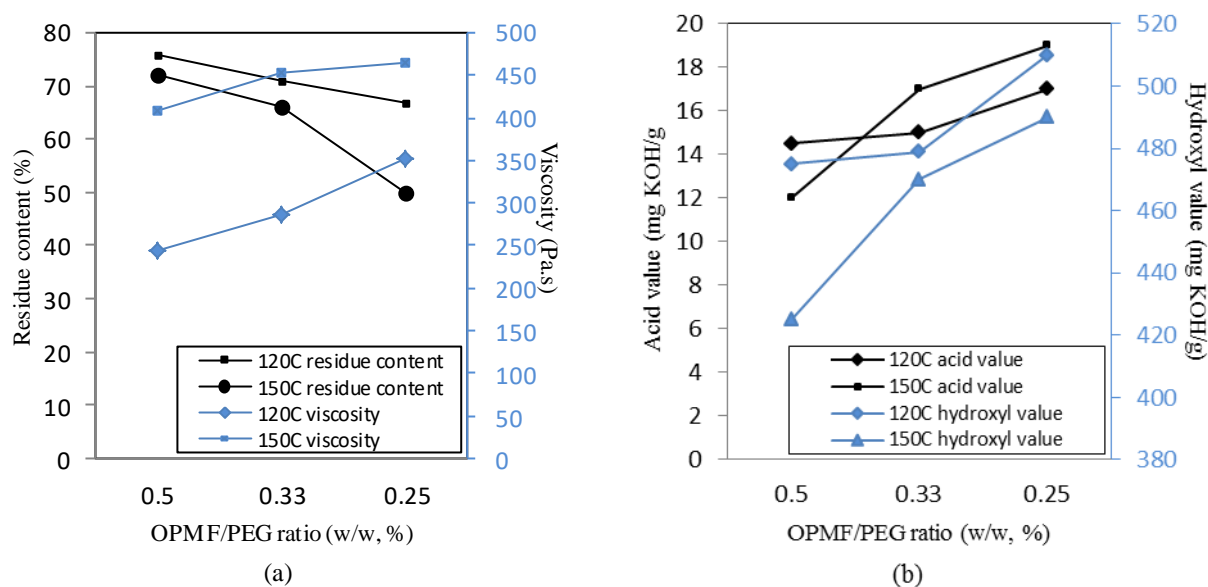 80
70
60
50
40
30
20
10
0
Residue content (%)
500
450
400
350
300
250
200
150
100
50
0
Viscosity (Pa.s)
120C residue content
150C residue content
120C viscosity
150C viscosity
0.5 0.33 0.25
OPMF/PEG ratio (w/w, %)
(a)
20
18
16
14
12
10
8
6
4
2
0
Acid value (mg KOH/g
520
500
480
460
440
420
400
380
Hydroxyl value (mg KOH/g)
120C acid value
150C acid value
120C hydroxyl value
150C hydroxyl value
0.5 0.33 0.25
OPMF/PEG ratio (w/w, %)
(b)